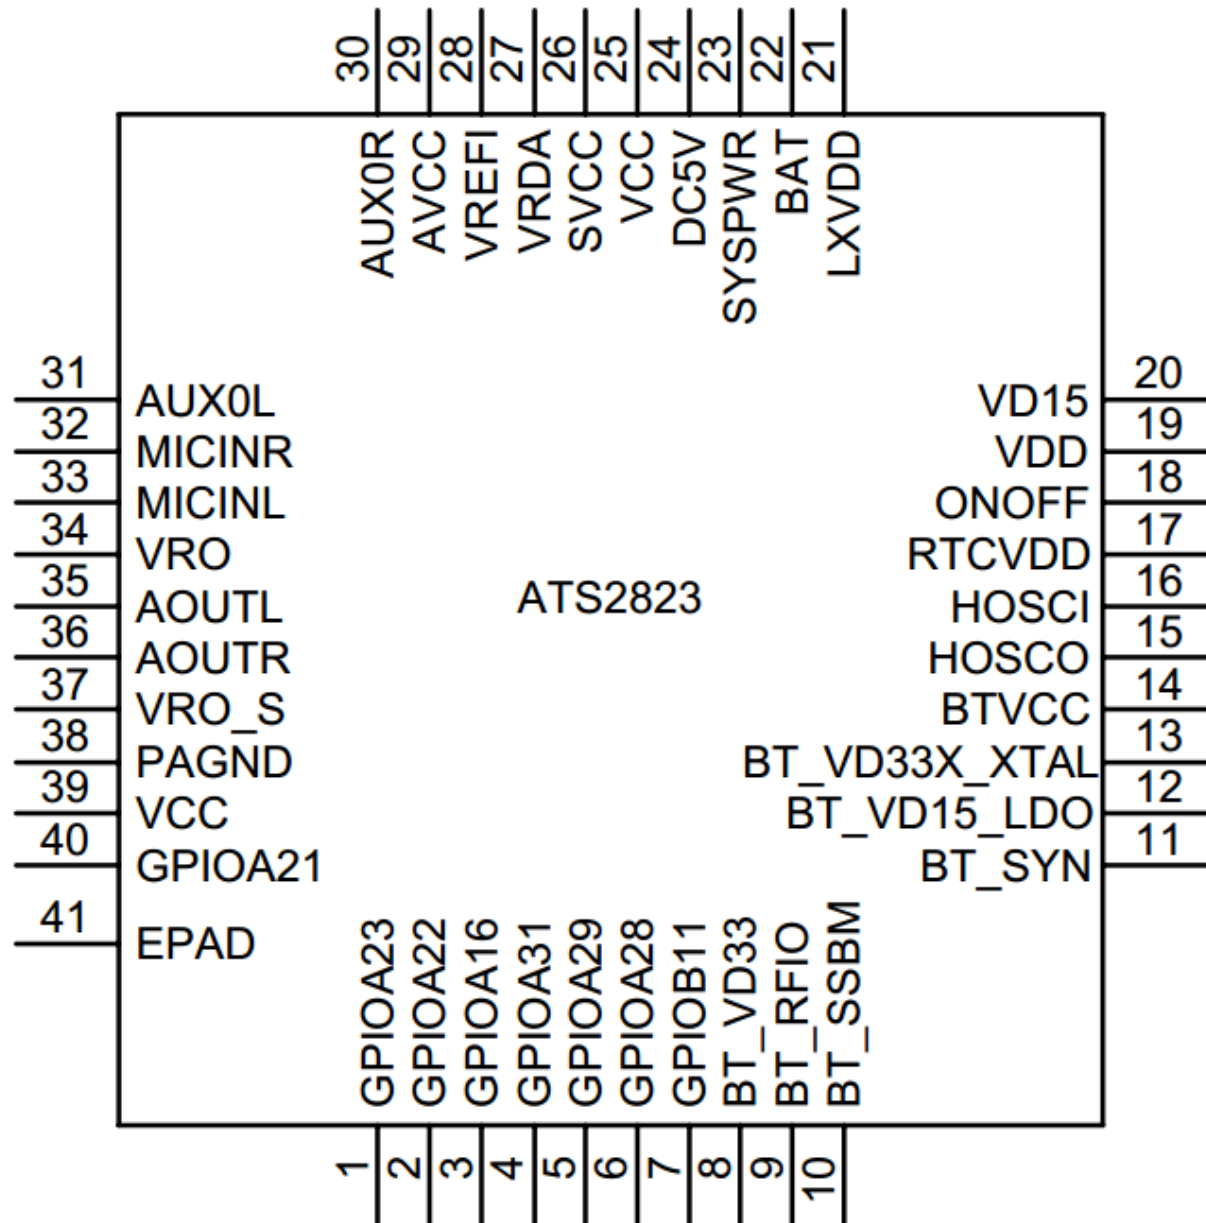 30 29 28 27 26 25 24 23 22 21
AUX0R AVCC VREFI VRDA SVCC VCC DC5V SYSPWR BAT LXVDD
31 AUX0L
32 MICINR
33 MICINL
34 VRO
35 AOUTL
36 AOUTR
37 VRO_S
38 PAGND
39 VCC
40 GPIOA21
41 EPAD
ATS2823
VD15 20
VDD 19
ONOFF 18
RTCVDD 17
HOSCI 16
HOSCO 15
BTVCC 14
BT_VD33X_XTAL 13
BT_VD15_LDO 12
BT_SYN 11
GPIOA23 GPIOA22 GPIOA16 GPIOA31 GPIOA29 GPIOA28 GPIOB11 BT_VD33 BT_RFIO BT_SSBM
1 2 3 4 5 6 7 8 9 10